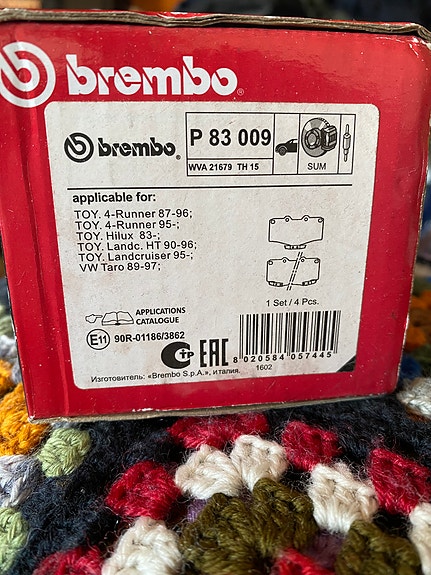 brembo®
brembo®
P 83 009
WVA 21679 TH 15
SUM
applicable for:
TOY. 4-Runner 87-96;
TOY. 4-Runner 95-;
TOY. Hilux 83-;
TOY. Landc. HT 90-96;
TOY. Landcruiser 95-;
VW Taro 89-97;
1 Set / 4 Pcs.
APPLICATIONS
CATALOGUE
E11 90R-01186/3862
EAC
8 020584 057445
Изготовитель: «Brembo S.p.A.», италия. 1602